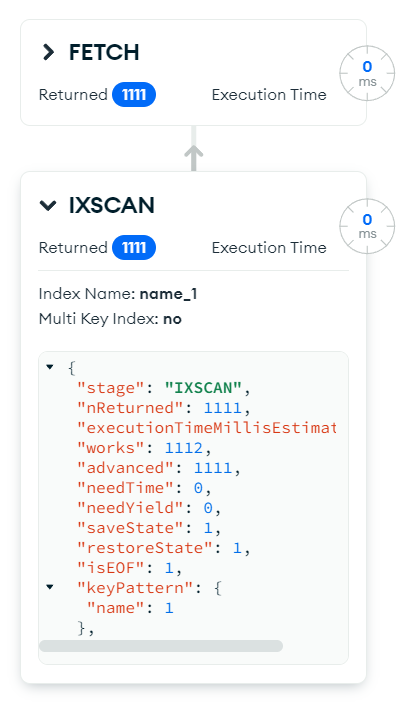 FETCH
Returned 1111 Execution Time 0 ms
IXSCAN
Returned 1111 Execution Time 0 ms
Index Name: name_1
Multi Key Index: no
{
"stage": "IXSCAN",
"nReturned": 1111,
"executionTimeMillisEstimat
"works": 1112,
"advanced": 1111,
"needTime": 0,
"needYield": 0,
"saveState": 1,
"restoreState": 1,
"isEOF": 1,
"keyPattern": {
"name": 1
},